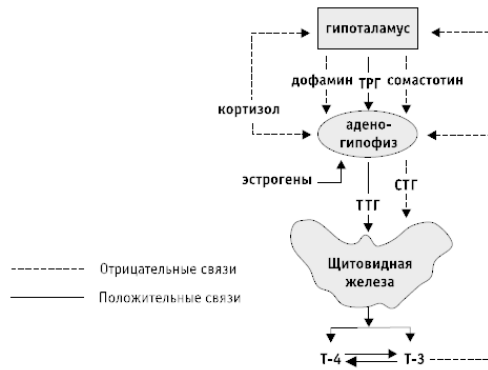 гипоталамус
дофамин ТРГ сомастотин
кортизол
адено-
гипофиз
эстрогены
СТГ
ТТГ
Щитовидная
железа
Отрицательные связи
Положительные связи
Т-4 Т-3